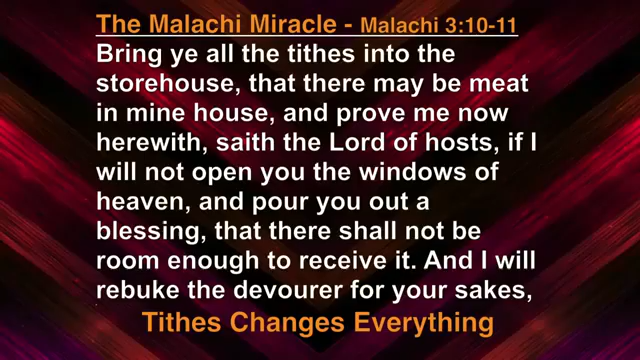 The Malachi Miracle - Malachi 3:10-11
Bring ye all the tithes into the
storehouse, that there may be meat
in mine house, and prove me now
herewith, saith the Lord of hosts, if I
will not open you the windows of
heaven, and pour you out a
blessing, that there shall not be
room enough to receive it. And I will
rebuke the devourer for your sakes,
Tithes Changes Everything